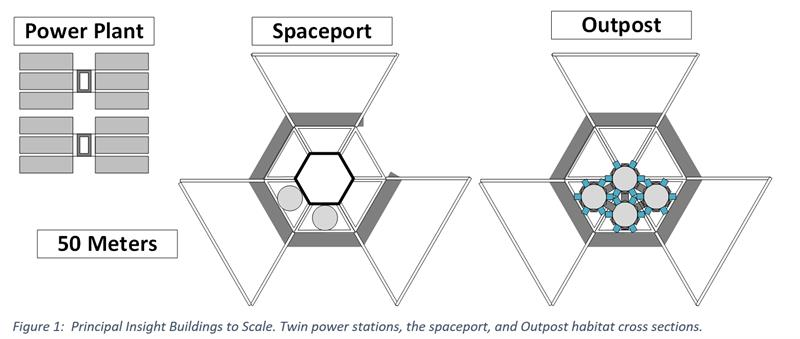 Power Plant
Spaceport
Outpost
50 Meters
Figure 1:  Principal Insight Buildings to Scale. Twin power stations, the spaceport, and Outpost habitat cross sections.